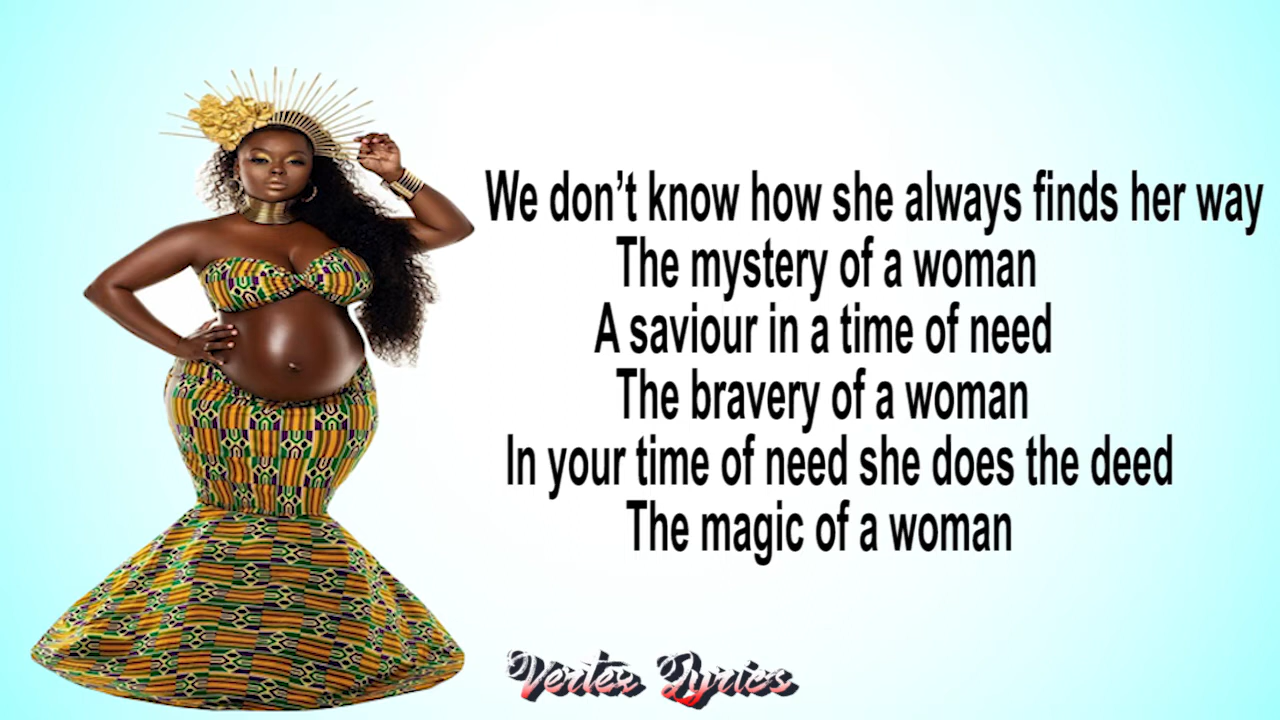 We don’t know how she always finds her way
The mystery of a woman
A saviour in a time of need
The bravery of a woman
In your time of need she does the deed
The magic of a woman
Vertex Lyrics